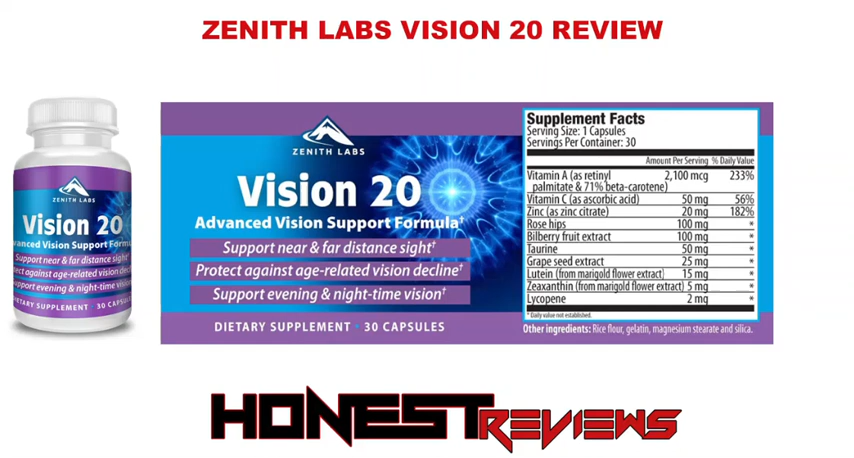 ZENITH LABS VISION 20 REVIEW
ZENITH LABS
Vision 20
Advanced Vision Support Formula†
Support near & far distance sight†
Protect against age-related vision decline†
Support evening & night-time vision†
DIETARY SUPPLEMENT 30 CAPSULES
ZENITH LABS
Vision 20
Advanced Vision Support Formula†
Support near & far distance sight†
Protect against age-related vision decline†
Support evening & night-time vision†
DIETARY SUPPLEMENT • 30 CAPSULES
Supplement Facts
Serving Size: 1 Capsules
Servings Per Container: 30
Amount Per Serving % Daily Value
Vitamin A (as retinyl 2,100 mcg 233%
palmitate & 71% beta-carotene)
Vitamin C (as ascorbic acid) 50 mg 56%
Zinc (as zinc citrate) 20 mg 182%
Rose hips 100 mg *
Bilberry fruit extract 100 mg *
Taurine 50 mg *
Grape seed extract 25 mg *
Lutein (from marigold flower extract) 15 mg *
Zeaxanthin (from marigold flower extract) 5 mg *
Lycopene 2 mg *
* Daily value not established.
Other ingredients: Rice flour, gelatin, magnesium stearate and silica.
HONEST REVIEWS